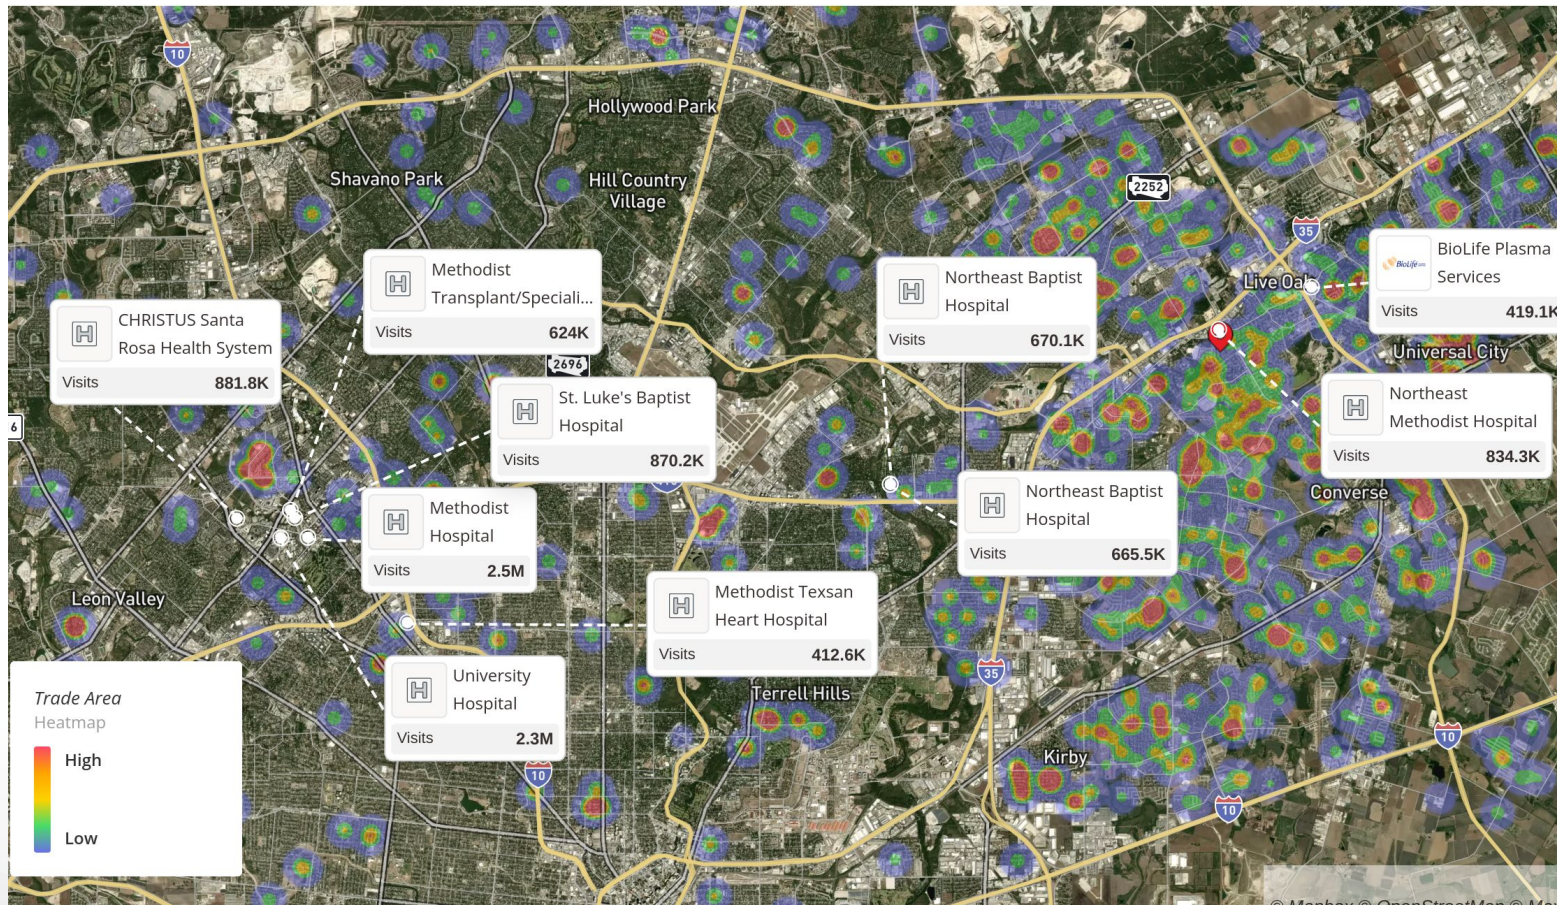 10
Hollywood Park
Shavano Park
Hill Country
Village
2252
35
Live Oak
BioLife
BioLife Plasma
Services
Visits
419.1K
Methodist
Transplant/Speciali...
Visits
624K
Northeast Baptist
Hospital
Visits
670.1K
CHRISTUS Santa
Rosa Health System
Visits
881.8K
2696
Universal City
St. Luke's Baptist
Hospital
Visits
870.2K
Northeast
Methodist Hospital
Visits
834.3K
6
Methodist
Hospital
Visits
2.5M
Northeast Baptist
Hospital
Visits
665.5K
Converse
Leon Valley
Methodist Texsan
Heart Hospital
Visits
412.6K
University
Hospital
Visits
2.3M
35
Terrell Hills
Trade Area
Heatmap
High
Low
10
Kirby
10
10
© Mapbox © OpenStreetMap ©